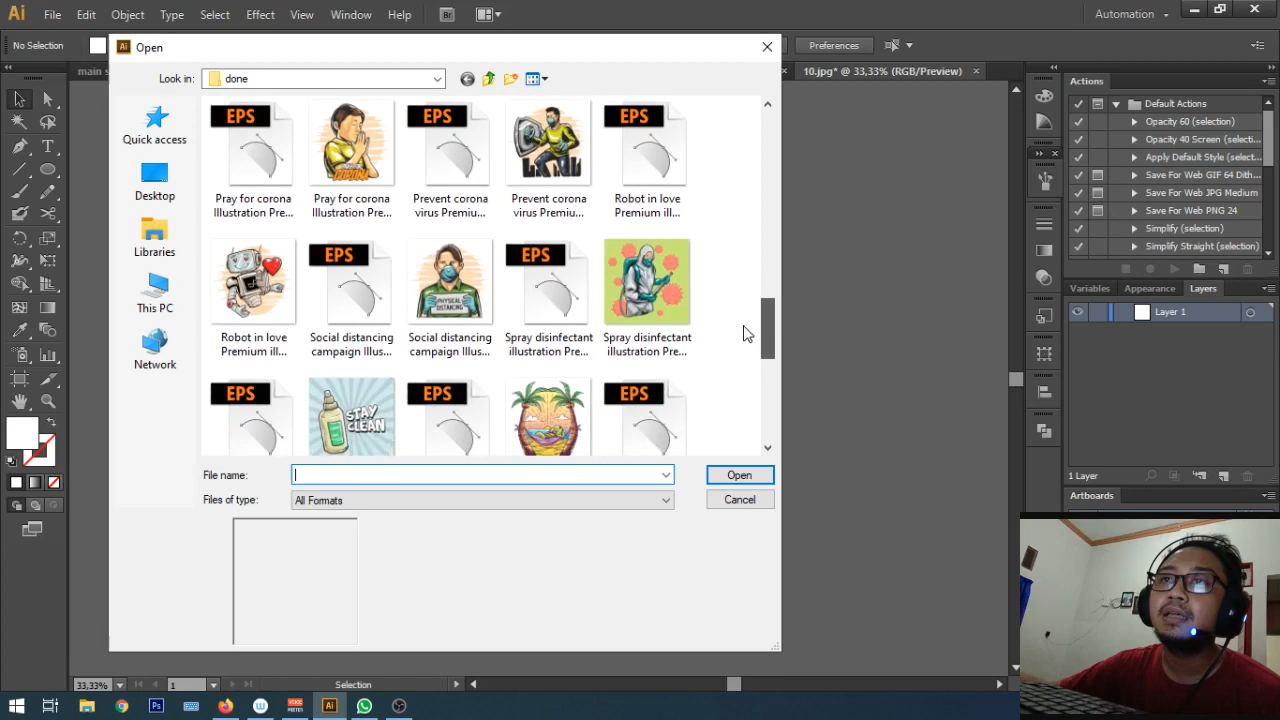 Ai
File
Edit
Object
Type
Select
Effect
View
Window
Help
Br
Automation
No Selection
Preferences
Open
Look in:
done
main s
10.jpg* @ 33,33% (RGB/Preview)
Quick access
Desktop
Libraries
This PC
Network
EPS
EPS
EPS
Pray for corona
Illustration Pre...
Pray for corona
Illustration Pre...
Prevent corona
virus Premiu...
Prevent corona
virus Premiu...
Robot in love
Premium ill...
EPS
PHYSICAL
DISTANCING
EPS
Robot in love
Premium ill...
Social distancing
campaign Illus...
Social distancing
campaign Illus...
Spray disinfectant
illustration Pre...
Spray disinfectant
illustration Pre...
EPS
STAY
CLEAN
EPS
EPS
File name:
Open
Files of type:
All Formats
Cancel
Actions
Default Actions
Opacity 60 (selection)
Opacity 40 Screen (selecti...
Apply Default Style (select...
Save For Web GIF 64 Dith...
Save For Web JPG Medium
Save For Web PNG 24
Simplify (selection)
Simplify Straight (selection)
Variables
Appearance
Layers
Layer 1
1 Layer
Artboards
33,33%
1
Selection
Ps
Ai